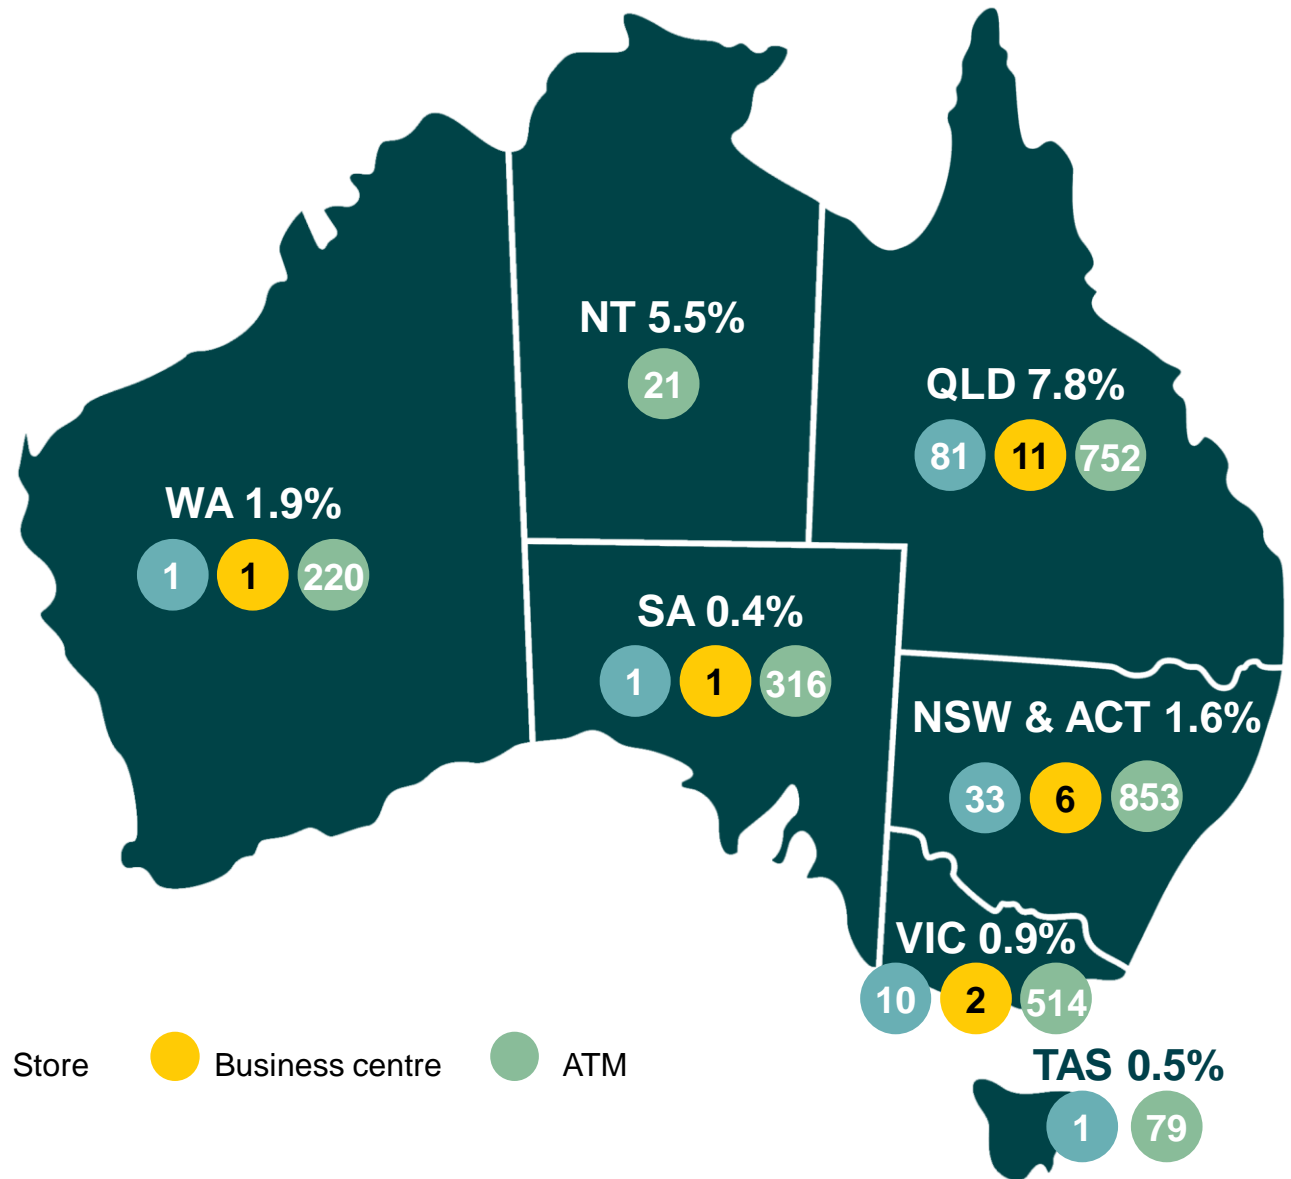 NT 5.5%
21
QLD 7.8%
81 11 752
WA 1.9%
1 1 220
SA 0.4%
1 1 316
NSW & ACT 1.6%
33 6 853
VIC 0.9%
10 2 514
Store Business centre ATM
TAS 0.5%
1 79